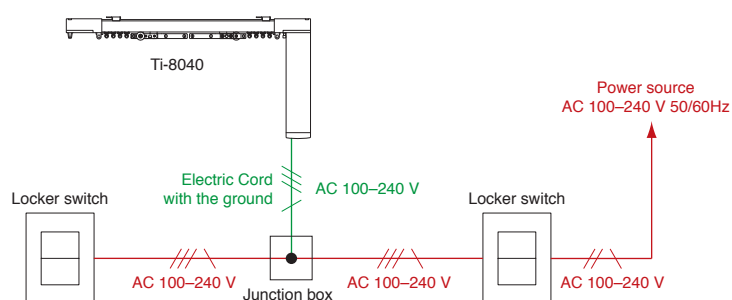 Ti-8040
Power source
AC 100–240 V 50/60Hz
Electric Cord
with the ground
AC 100–240 V
Locker switch
Locker switch
AC 100–240 V
AC 100–240 V
AC 100–240 V
Junction box